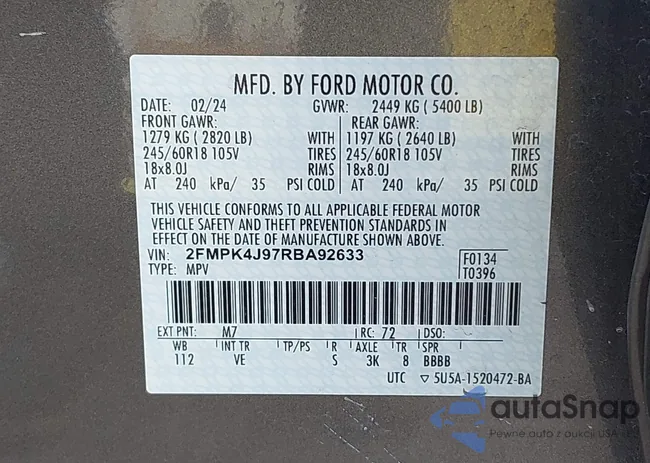 MFD. BY FORD MOTOR CO.
DATE: 02/24 GVWR: 2449 KG ( 5400 LB)
FRONT GAWR: REAR GAWR:
1279 KG ( 2820 LB) WITH 1197 KG ( 2640 LB) WITH
245/60R18 105V TIRES 245/60R18 105V TIRES
18x8.0J RIMS 18x8.0J RIMS
AT 240 kPa/ 35 PSI COLD AT 240 kPa/ 35 PSI COLD
THIS VEHICLE CONFORMS TO ALL APPLICABLE FEDERAL MOTOR
VEHICLE SAFETY AND THEFT PREVENTION STANDARDS IN
EFFECT ON THE DATE OF MANUFACTURE SHOWN ABOVE.
VIN: 2FMPK4J97RBA92633 F0134
TYPE: MPV T0396
EXT PNT: M7 RC: 72 DSO:
WB INT TR TP/PS R AXLE TR SPR
112 VE S 3K 8 BBBB
UTC ▽ 5U5A-1520472-BA
autaSnap
Pewne auto z aukcji USA